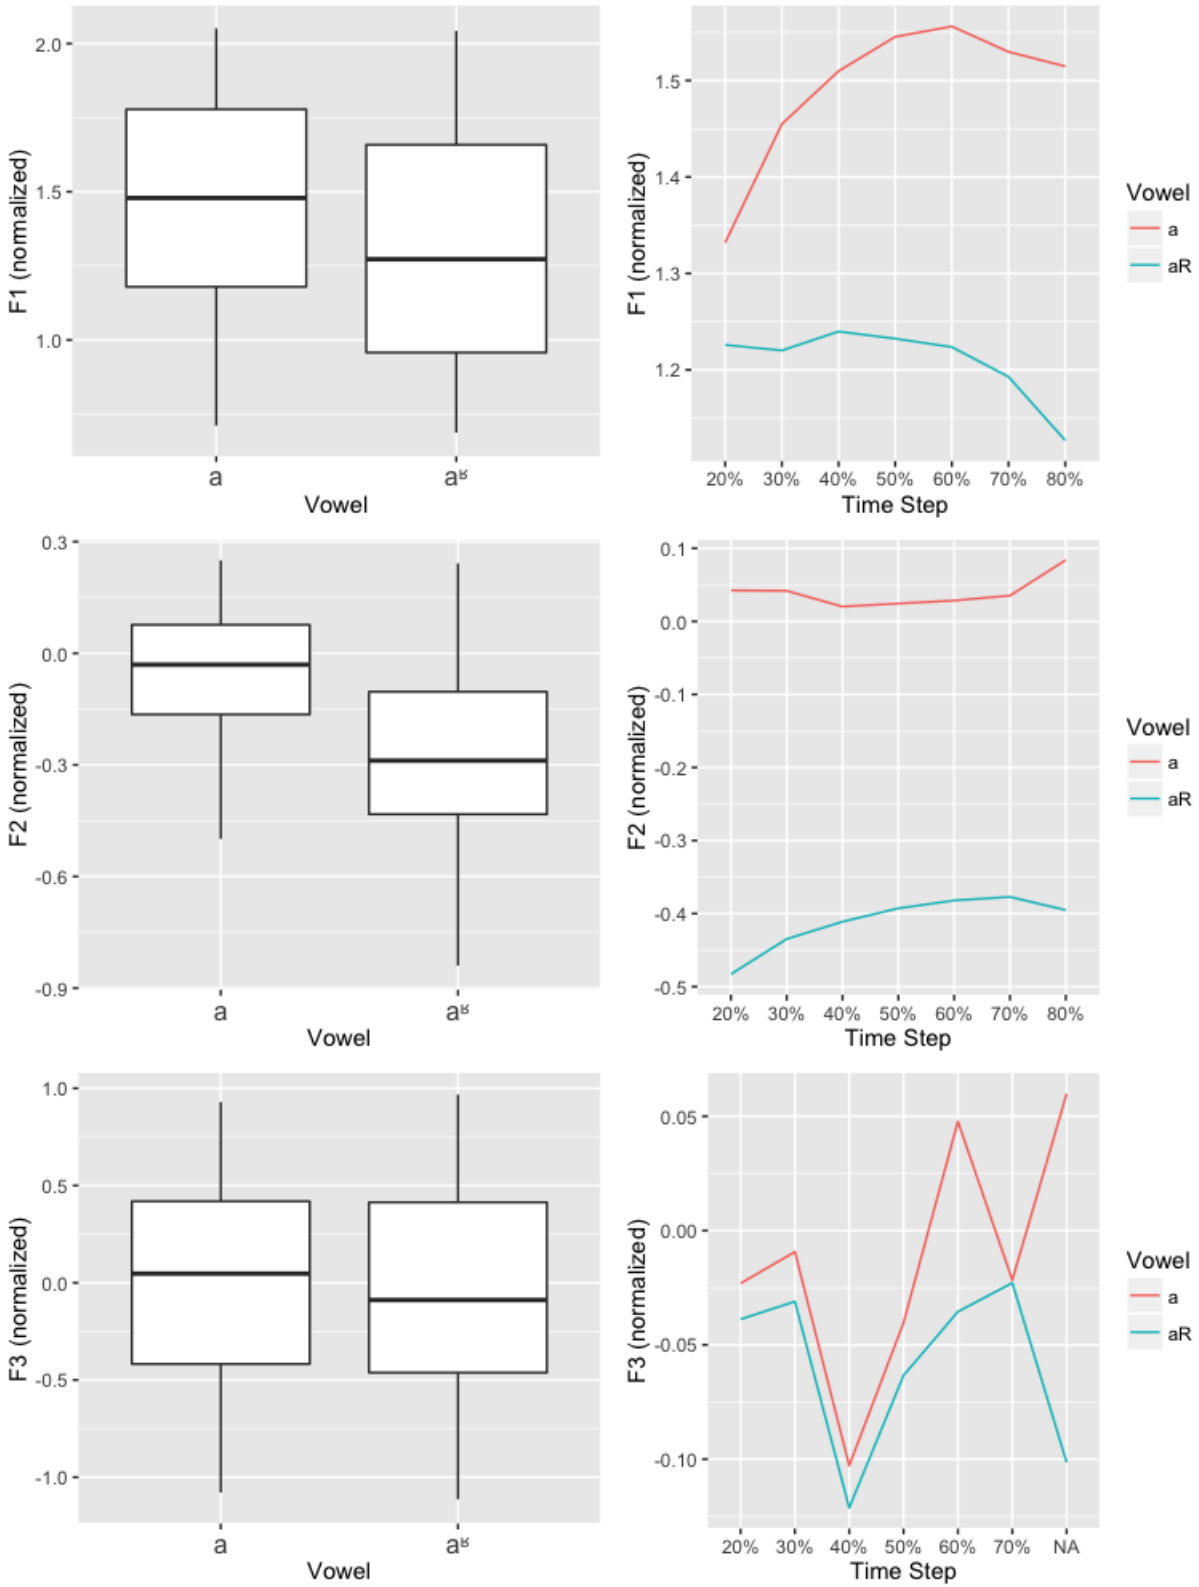 F1 (normalized)
2.0
1.5
1.0
a aᴿ
Vowel
F1 (normalized)
1.5
1.4
1.3
1.2
20% 30% 40% 50% 60% 70% 80%
Time Step
Vowel
a
aR
F2 (normalized)
0.3
0.0
-0.3
-0.6
-0.9
a aᴿ
Vowel
F2 (normalized)
0.1
0.0
-0.1
-0.2
-0.3
-0.4
-0.5
20% 30% 40% 50% 60% 70% 80%
Time Step
Vowel
a
aR
F3 (normalized)
1.0
0.5
0.0
-0.5
-1.0
a aᴿ
Vowel
F3 (normalized)
0.05
0.00
-0.05
-0.10
20% 30% 40% 50% 60% 70% NA
Time Step
Vowel
a
aR